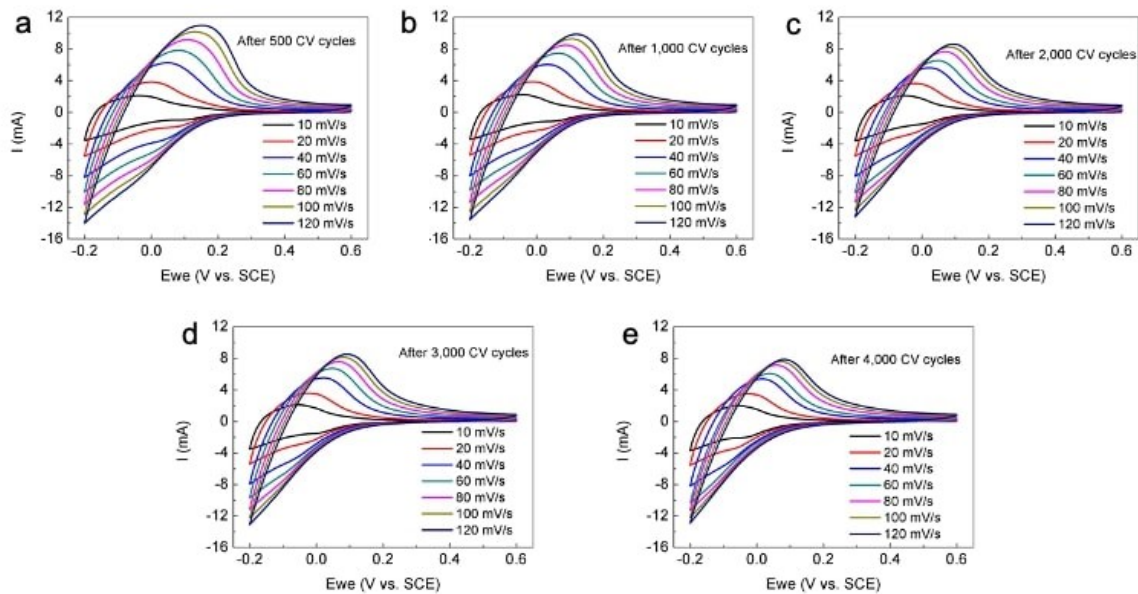 a
After 500 CV cycles
12
8
4
0
-4
-8
-12
-16
I (mA)
10 mV/s
20 mV/s
40 mV/s
60 mV/s
80 mV/s
100 mV/s
120 mV/s
-0.2 0.0 0.2 0.4 0.6
Ewe (V vs. SCE)
b
After 1,000 CV cycles
12
8
4
0
-4
-8
-12
-16
I (mA)
10 mV/s
20 mV/s
40 mV/s
60 mV/s
80 mV/s
100 mV/s
120 mV/s
-0.2 0.0 0.2 0.4 0.6
Ewe (V vs. SCE)
c
After 2,000 CV cycles
12
8
4
0
-4
-8
-12
-16
I (mA)
10 mV/s
20 mV/s
40 mV/s
60 mV/s
80 mV/s
100 mV/s
120 mV/s
-0.2 0.0 0.2 0.4 0.6
Ewe (V vs. SCE)
d
After 3,000 CV cycles
12
8
4
0
-4
-8
-12
-16
I (mA)
10 mV/s
20 mV/s
40 mV/s
60 mV/s
80 mV/s
100 mV/s
120 mV/s
-0.2 0.0 0.2 0.4 0.6
Ewe (V vs. SCE)
e
After 4,000 CV cycles
12
8
4
0
-4
-8
-12
-16
I (mA)
10 mV/s
20 mV/s
40 mV/s
60 mV/s
80 mV/s
100 mV/s
120 mV/s
-0.2 0.0 0.2 0.4 0.6
Ewe (V vs. SCE)